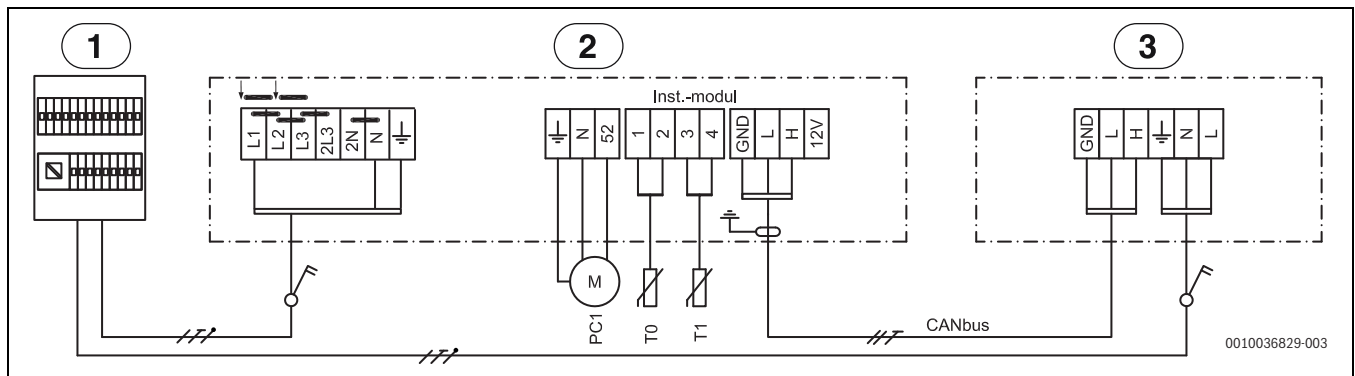 1
2
3
Inst.-modul
L1 L2 L3 2L3 2N N
N 52
1 2 3 4
GND L H 12V
GND L H N L
M
PC1
T0
T1
CANbus
0010036829-003